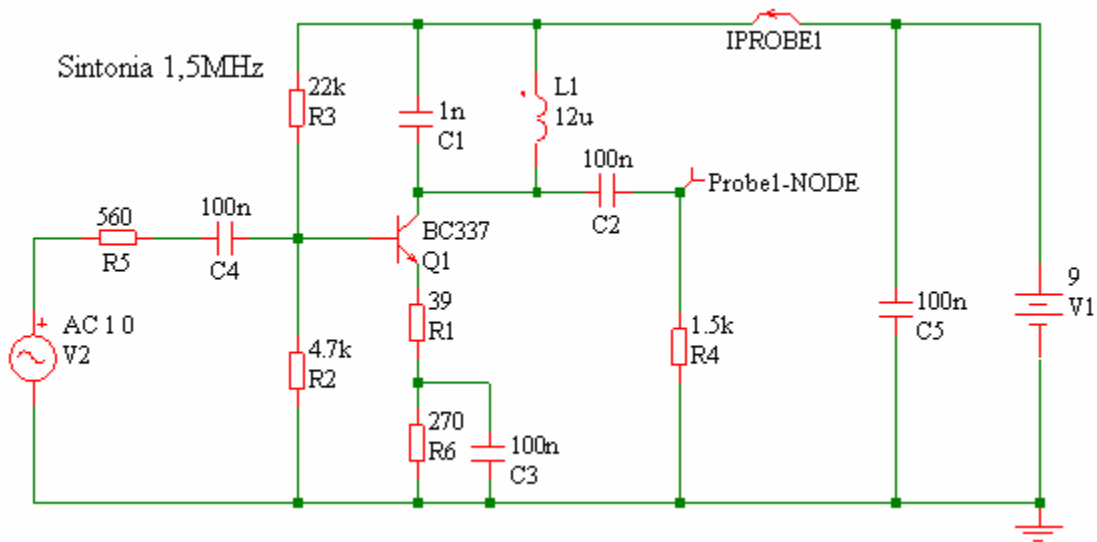 IPROBE1
Sintonia 1,5MHz
22k
R3
1n
C1
L1
12u
100n
C2
Probe1-NODE
560
R5
100n
C4
BC337
Q1
9
V1
100n
C5
39
R1
1.5k
R4
AC 1 0
V2
4.7k
R2
270
R6
100n
C3